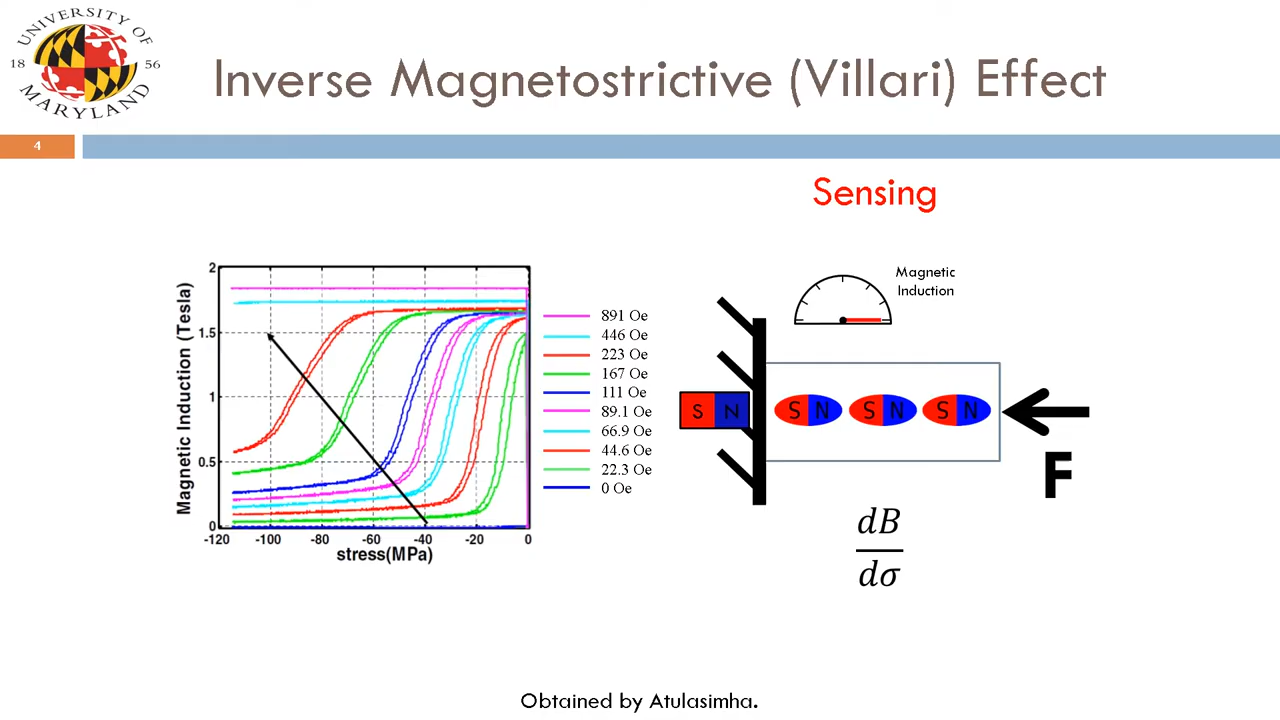 UNIVERSITY OF
18 56
MARYLAND
Inverse Magnetostrictive (Villari) Effect
4
Sensing
Magnetic Induction (Tesla)
2
1.5
1
0.5
0
-120 -100 -80 -60 -40 -20 0
stress(MPa)
891 Oe
446 Oe
223 Oe
167 Oe
111 Oe
89.1 Oe
66.9 Oe
44.6 Oe
22.3 Oe
0 Oe
Magnetic
Induction
S N S N S N S N
F
dB
dσ
Obtained by Atulasimha.